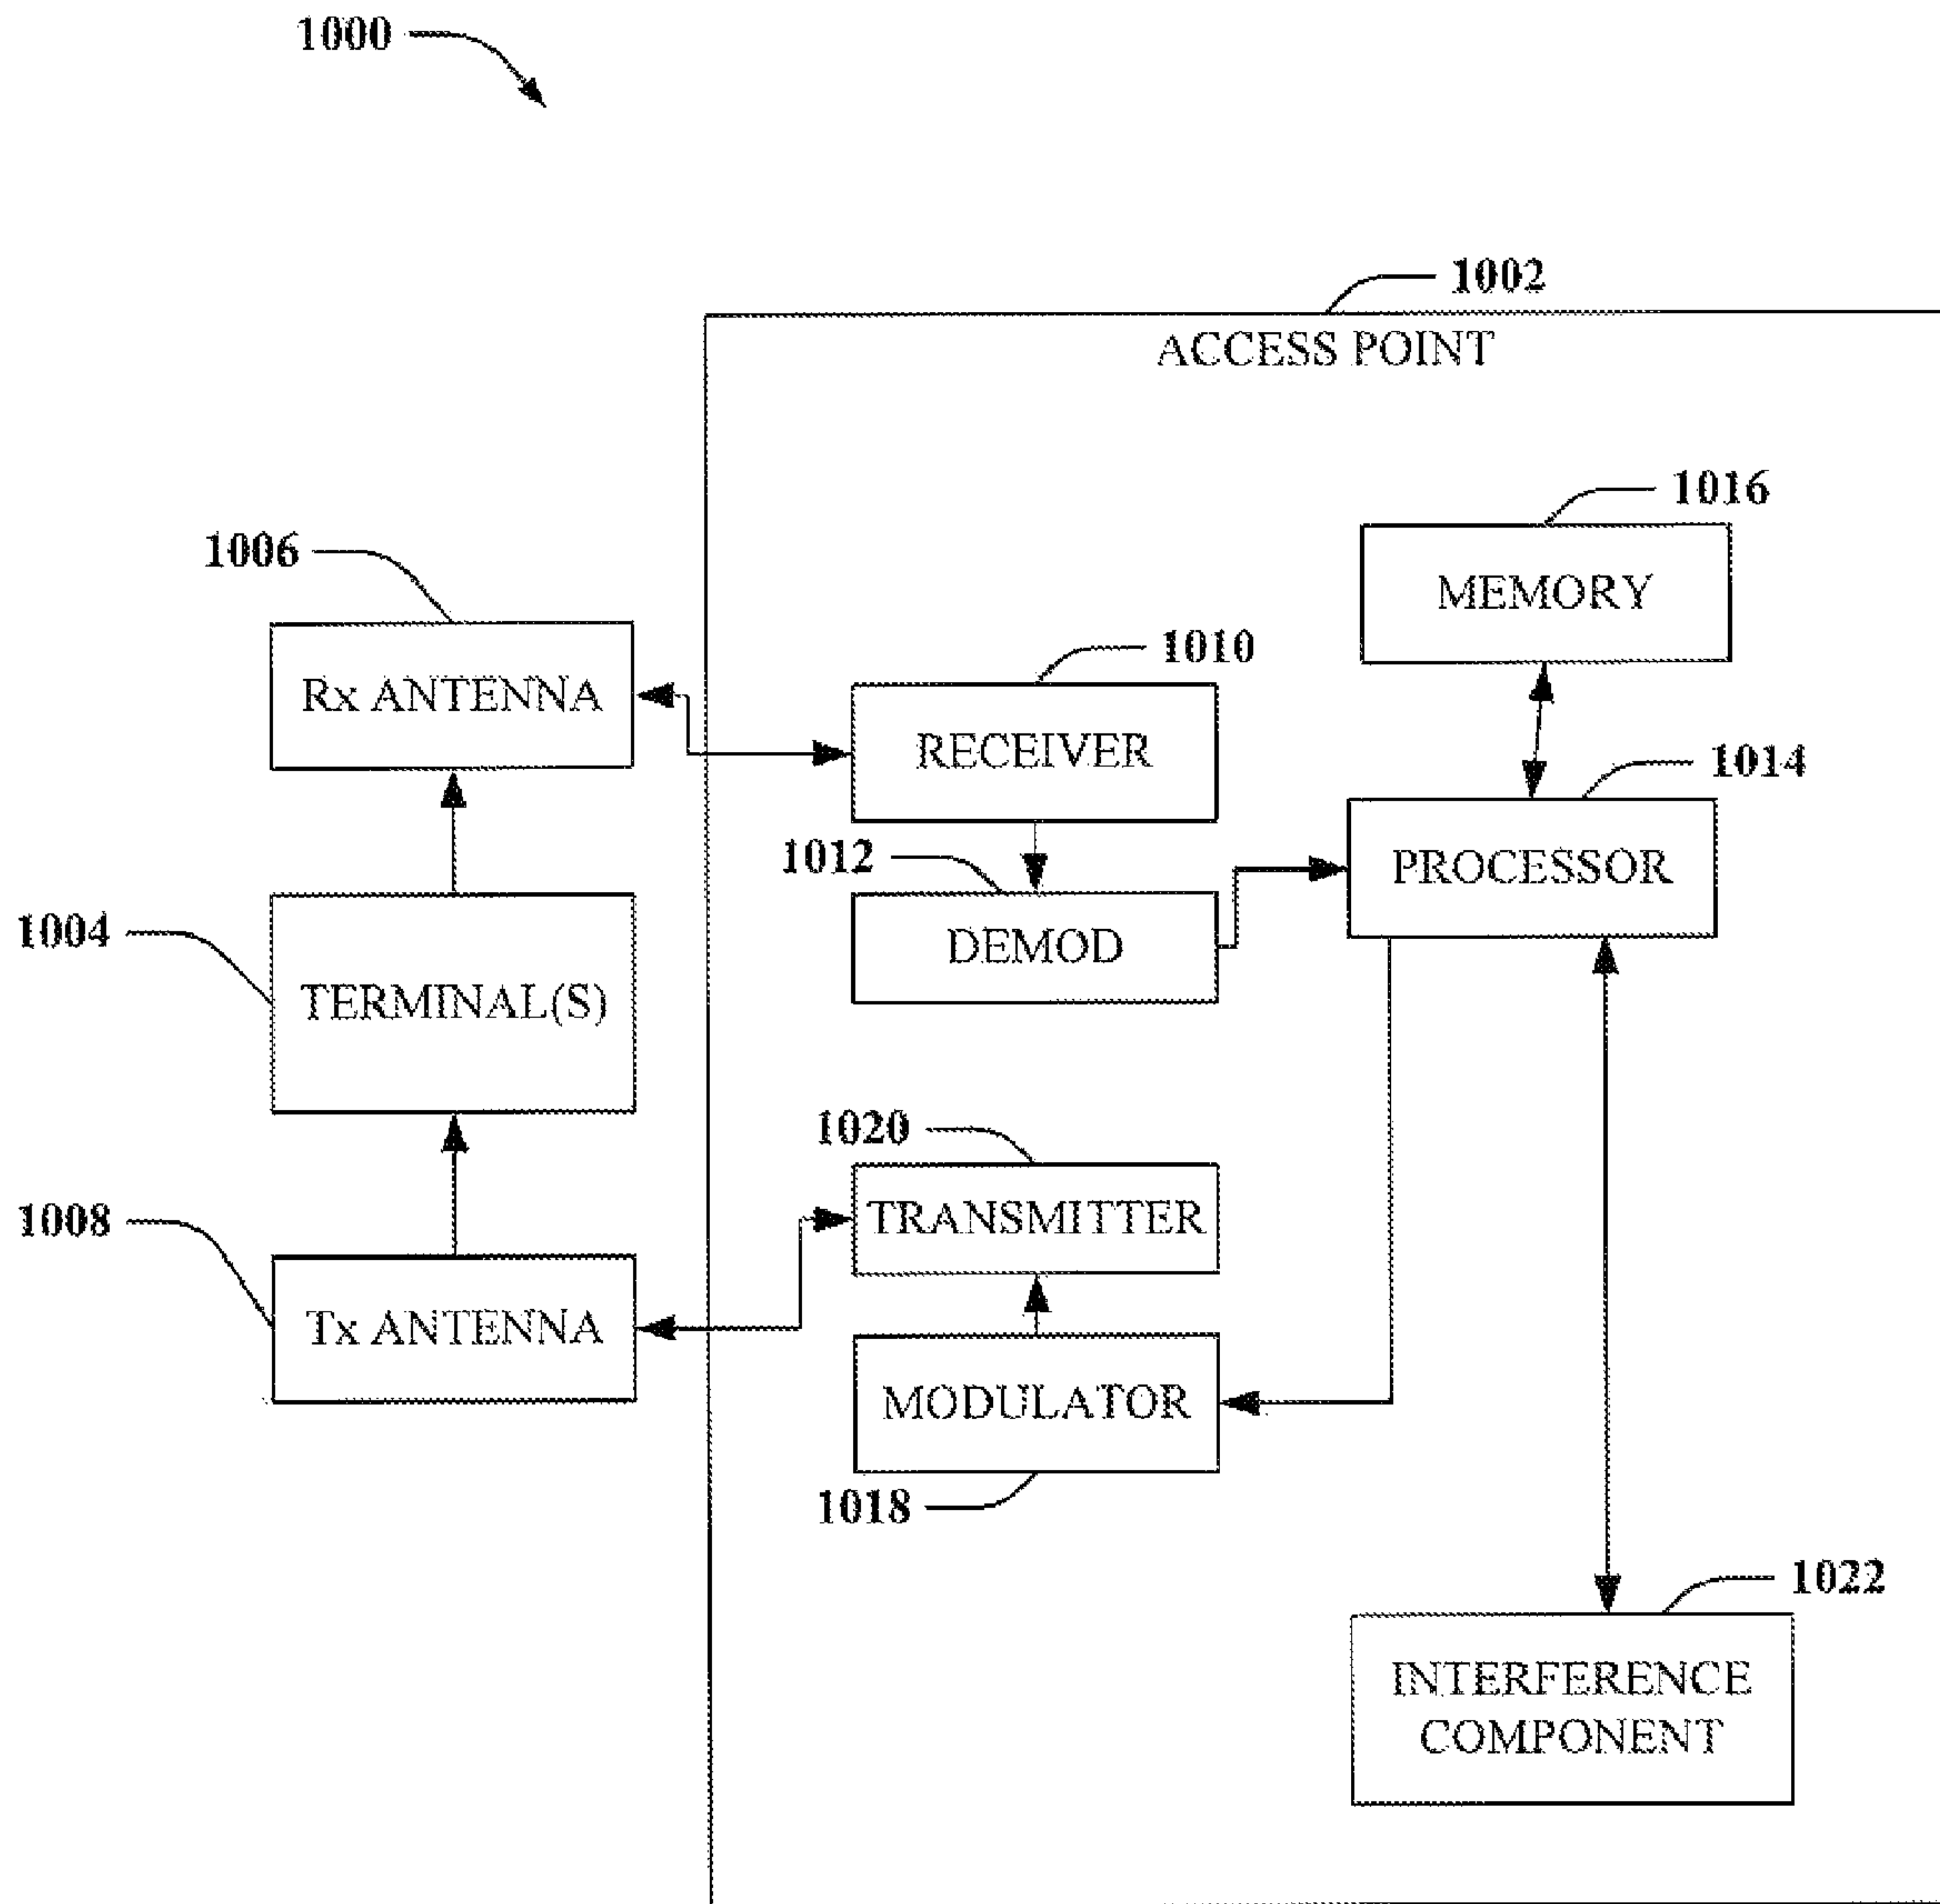 1000
1002
ACCESS POINT
1016
MEMORY
1006
Rx ANTENNA
1010
RECEIVER
1014
PROCESSOR
1012
DEMOD
1004
TERMINAL(S)
1020
TRANSMITTER
1008
Tx ANTENNA
MODULATOR
1018
1022
INTERFERENCE
COMPONENT